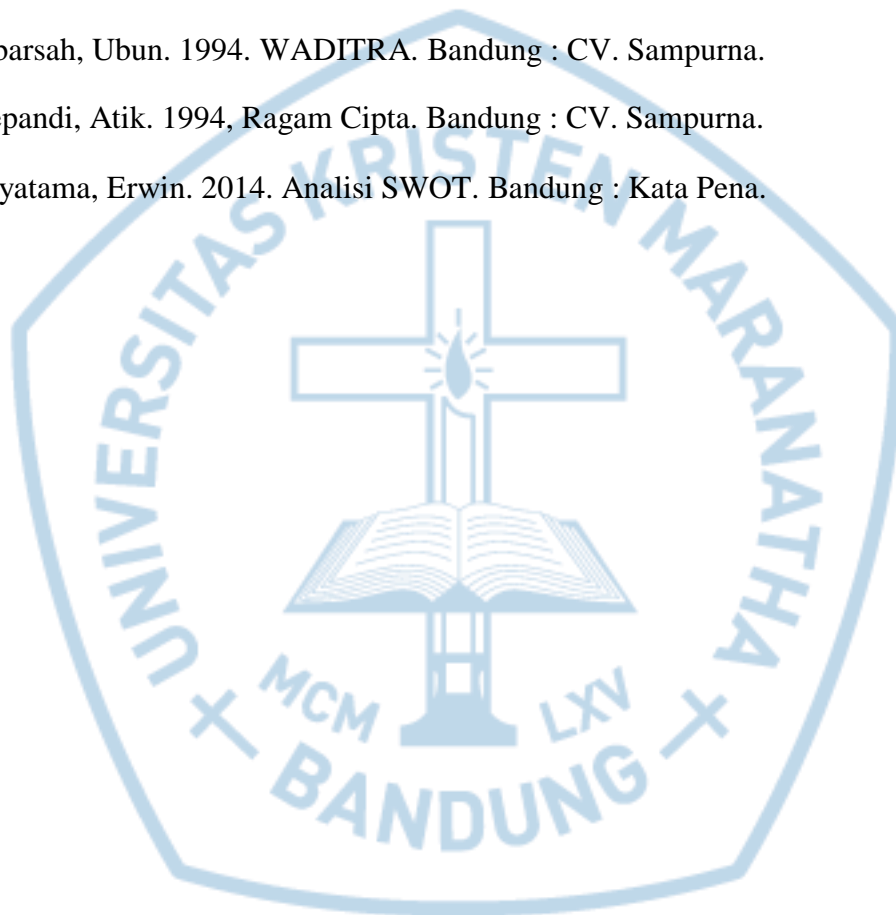 parsah, Ubun. 1994. WADITRA. Bandung : CV. Sampurna.
epandi, Atik. 1994, Ragam Cipta. Bandung : CV. Sampurna.
yatama, Erwin. 2014. Analisi SWOT. Bandung : Kata Pena.
UNIVERSITAS KRISTEN MARANATHA
MCM LXV
BANDUNG